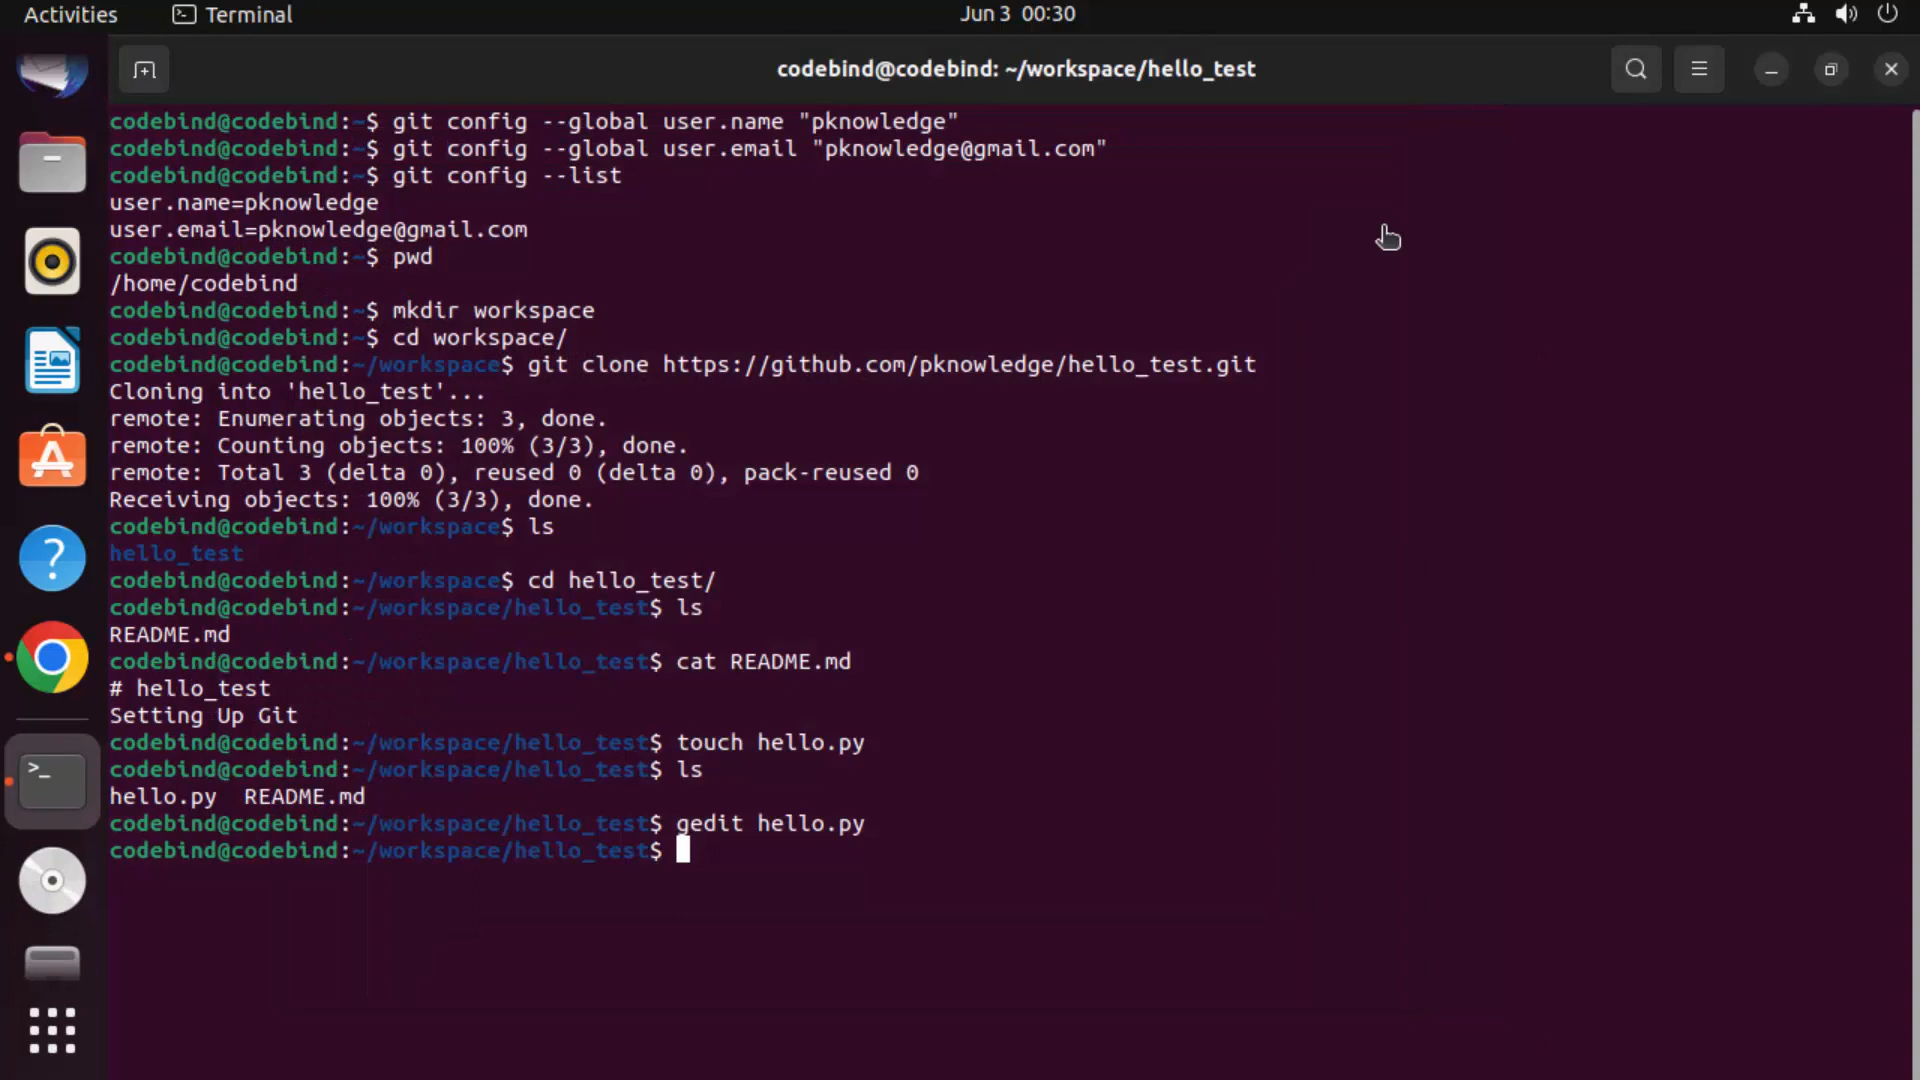 Activities
Terminal
Jun 3 00:30
codebind@codebind: ~/workspace/hello_test
codebind@codebind:~$ git config --global user.name "pknowledge"
codebind@codebind:~$ git config --global user.email "pknowledge@gmail.com"
codebind@codebind:~$ git config --list
user.name=pknowledge
user.email=pknowledge@gmail.com
codebind@codebind:~$ pwd
/home/codebind
codebind@codebind:~$ mkdir workspace
codebind@codebind:~$ cd workspace/
codebind@codebind:~/workspace$ git clone https://github.com/pknowledge/hello_test.git
Cloning into 'hello_test'...
remote: Enumerating objects: 3, done.
remote: Counting objects: 100% (3/3), done.
remote: Total 3 (delta 0), reused 0 (delta 0), pack-reused 0
Receiving objects: 100% (3/3), done.
codebind@codebind:~/workspace$ ls
hello_test
codebind@codebind:~/workspace$ cd hello_test/
codebind@codebind:~/workspace/hello_test$ ls
README.md
codebind@codebind:~/workspace/hello_test$ cat README.md
# hello_test
Setting Up Git
codebind@codebind:~/workspace/hello_test$ touch hello.py
codebind@codebind:~/workspace/hello_test$ ls
hello.py  README.md
codebind@codebind:~/workspace/hello_test$ gedit hello.py
codebind@codebind:~/workspace/hello_test$